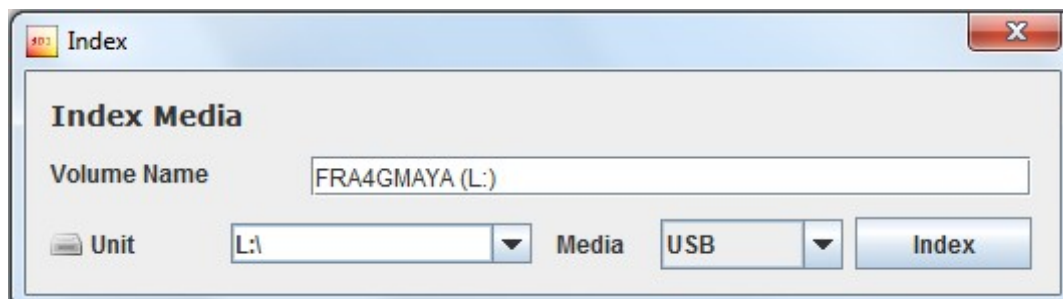 Index
Index Media
Volume Name FRA4GMAYA (L:)
Unit L:\ Media USB Index